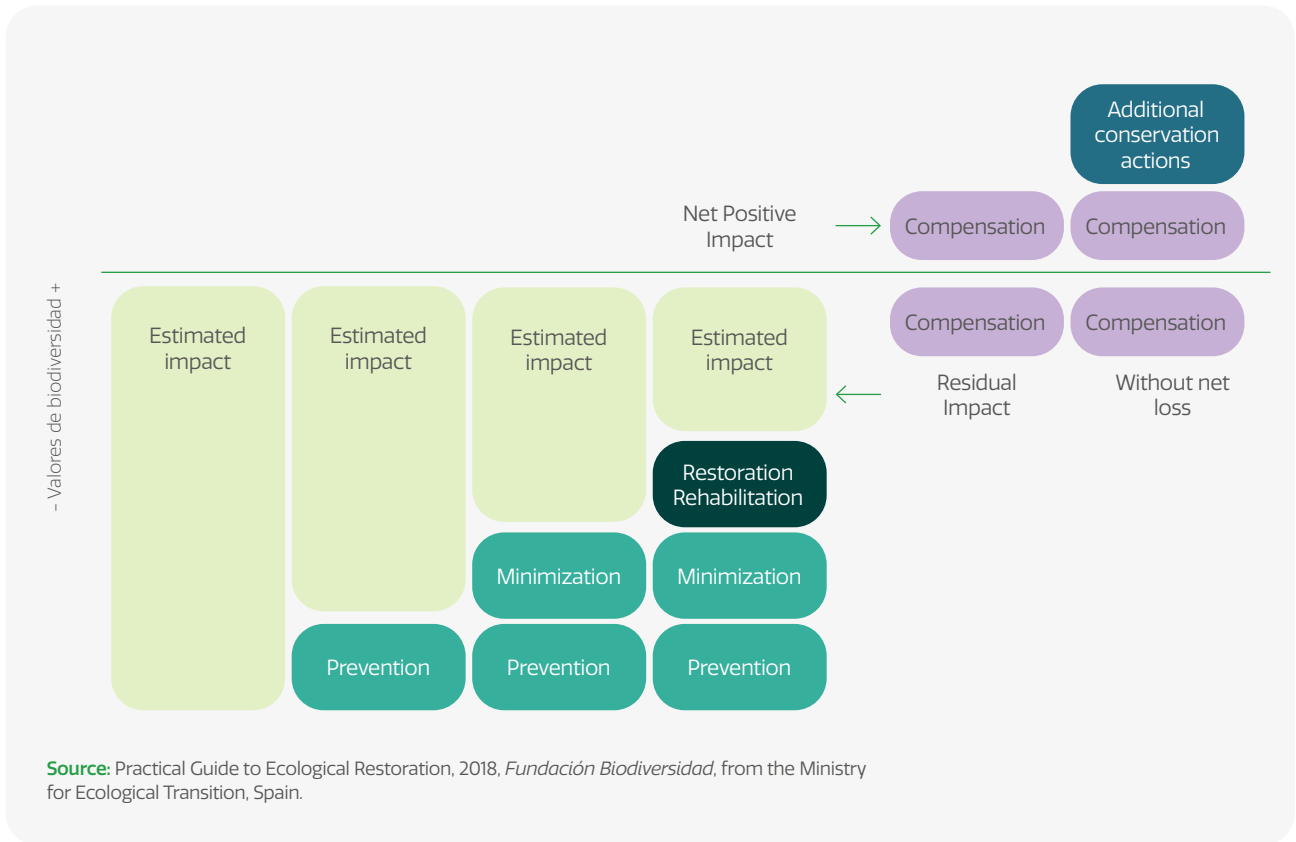 Additional
conservation
actions
Net Positive
Impact
Compensation
Compensation
- Valores de biodiversidad +
Estimated
impact
Estimated
impact
Estimated
impact
Estimated
impact
Compensation
Compensation
Residual
Impact
Without net
loss
Restoration
Rehabilitation
Minimization
Minimization
Prevention
Prevention
Prevention
Source: Practical Guide to Ecological Restoration, 2018, Fundación Biodiversidad, from the Ministry
for Ecological Transition, Spain.